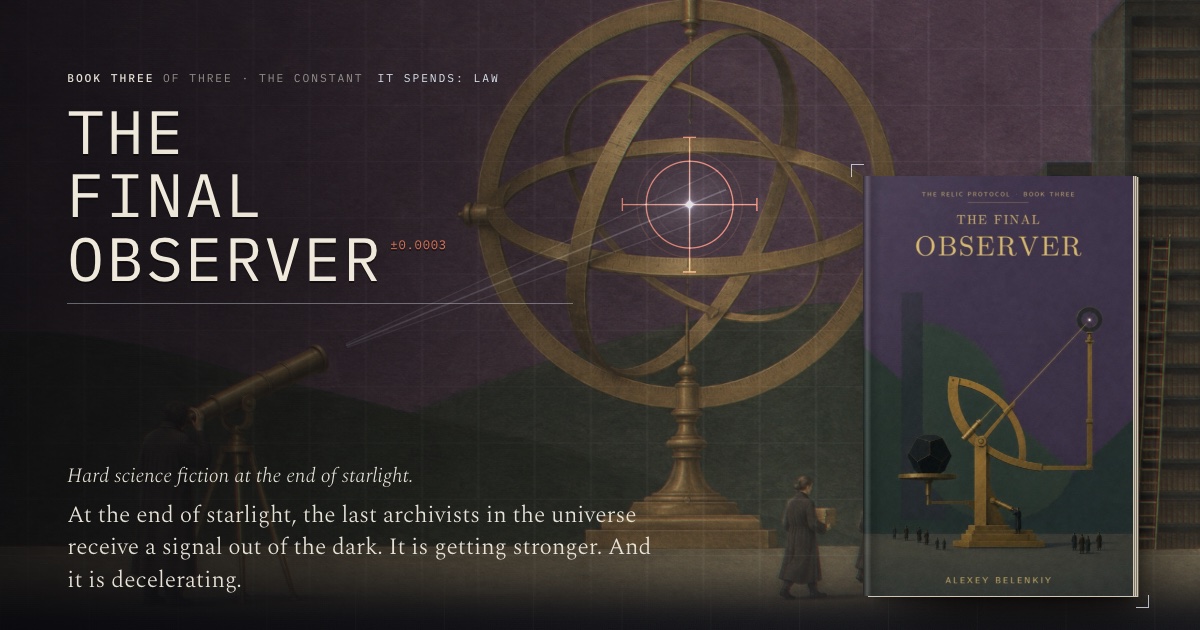 BOOK THREE OF THREE · THE CONSTANT IT SPENDS: LAW
THE
FINAL
OBSERVER ±0.0003
Hard science fiction at the end of starlight.
At the end of starlight, the last archivists in the universe
receive a signal out of the dark. It is getting stronger. And
it is decelerating.
THE RELIC PROTOCOL BOOK THREE
THE FINAL
OBSERVER
ALEXEY BELENKIY